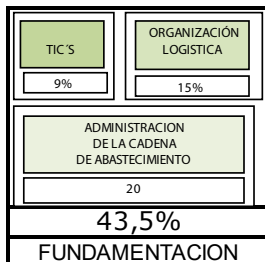 TIC´S
9%
ORGANIZACIÓN
LOGISTICA
15%
ADMINISTRACION
DE LA CADENA
DE ABASTECIMIENTO
20
43,5%
FUNDAMENTACION